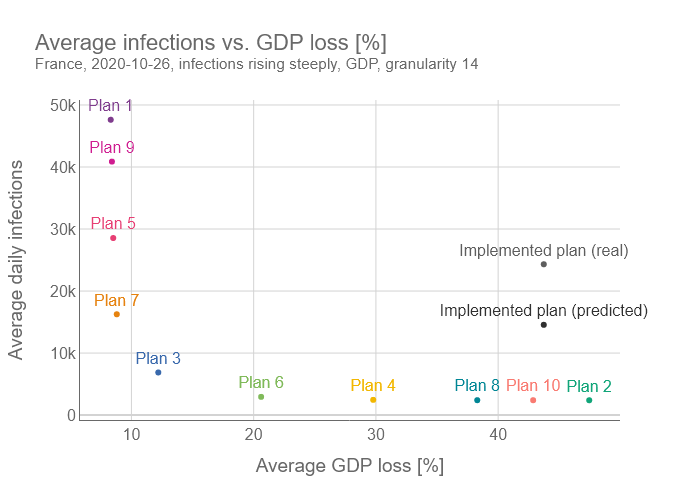 Average infections vs. GDP loss [%]
France, 2020-10-26, infections rising steeply, GDP, granularity 14
50k
Plan 1
Plan 9
40k
Average daily infections
Plan 5
30k
Implemented plan (real)
20k
Plan 7
Implemented plan (predicted)
10k
Plan 3
Plan 6
Plan 4
Plan 8
Plan 10
Plan 2
0
10
20
30
40
Average GDP loss [%]